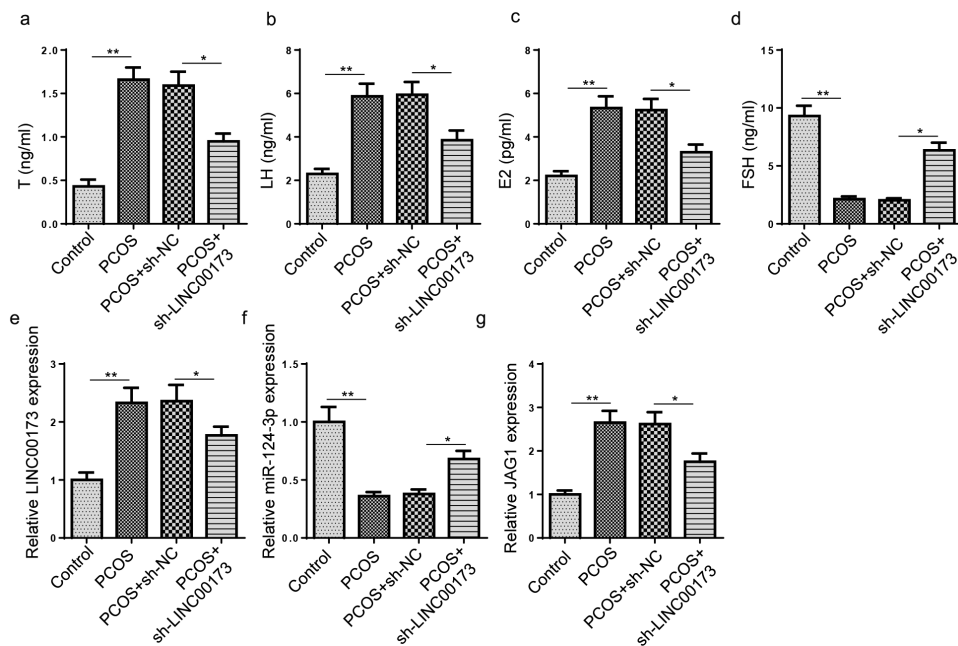 a
T (ng/ml)
2.0
1.5
1.0
0.5
0.0
**
*
Control
PCOS
PCOS+sh-NC
PCOS+
sh-LINC00173
b
LH (ng/ml)
8
6
4
2
0
**
*
Control
PCOS
PCOS+sh-NC
PCOS+
sh-LINC00173
c
E2 (pg/ml)
8
6
4
2
0
**
*
Control
PCOS
PCOS+sh-NC
PCOS+
sh-LINC00173
d
FSH (ng/ml)
15
10
5
0
**
*
Control
PCOS
PCOS+sh-NC
PCOS+
sh-LINC00173
e
Relative LINC00173 expression
3
2
1
0
**
*
Control
PCOS
PCOS+sh-NC
PCOS+
sh-LINC00173
f
Relative miR-124-3p expression
1.5
1.0
0.5
0.0
**
*
Control
PCOS
PCOS+sh-NC
PCOS+
sh-LINC00173
g
Relative JAG1 expression
4
3
2
1
0
**
*
Control
PCOS
PCOS+sh-NC
PCOS+
sh-LINC00173